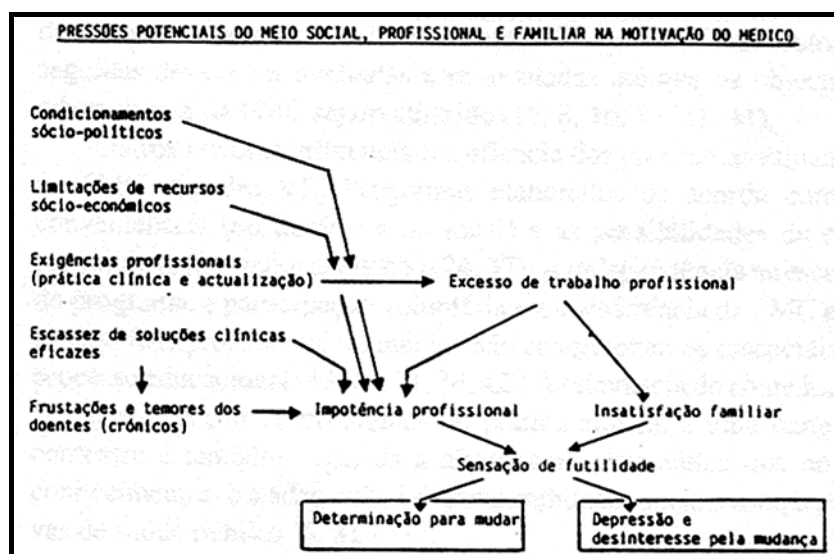 PRESSÕES POTENCIAIS DO MEIO SOCIAL, PROFISSIONAL E FAMILIAR NA MOTIVAÇÃO DO MEDICO
Condicionamentos
sócio-políticos
Limitações de recursos
sócio-económicos
Exigências profissionais
(prática clínica e actualização)
Excesso de trabalho profissional
Escassez de soluções clínicas
eficazes
Frustações e temores dos
doentes (crónicos)
Impotência profissional
Insatisfação familiar
Sensação de futilidade
Determinação para mudar
Depressão e
desinteresse pela mudança